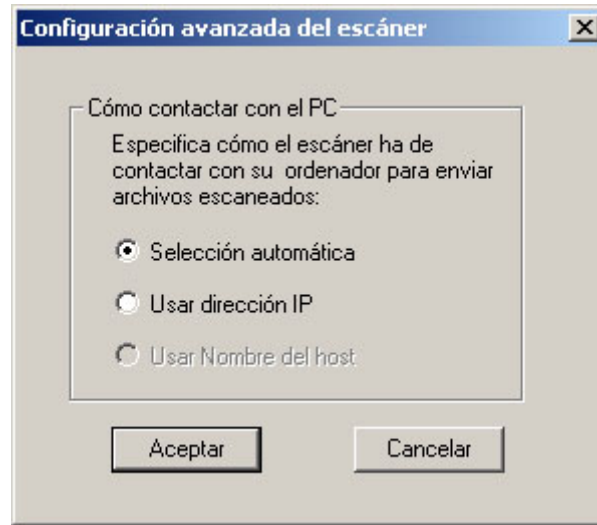 Configuración avanzada del escáner
Cómo contactar con el PC
Especifica cómo el escáner ha de
contactar con su ordenador para enviar
archivos escaneados:
Selección automática
Usar dirección IP
Usar Nombre del host
Aceptar
Cancelar